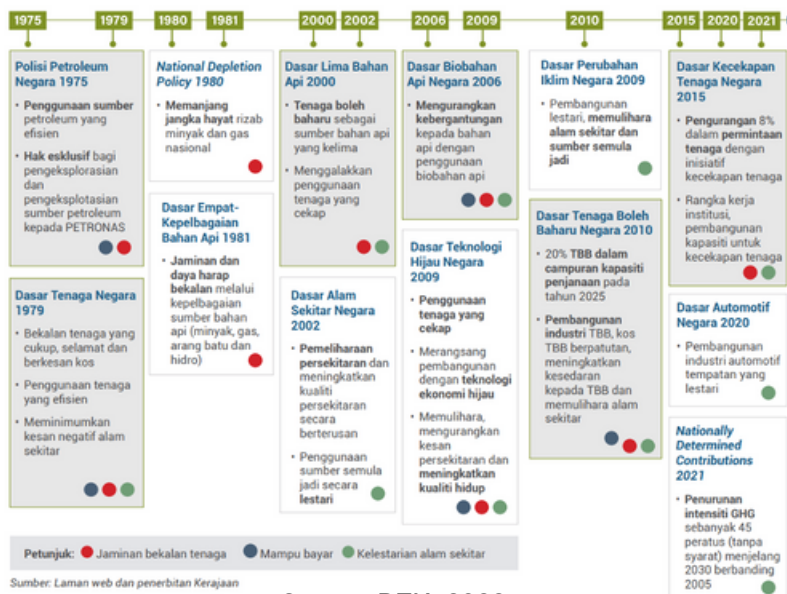 1975
1979
1980
1981
2000
2002
2006
2009
2010
2015
2020
2021
Polisi Petroleum
Negara 1975
• Penggunaan sumber
petroleum yang
efisien
• Hak esklusif bagi
pengeksplorasian
dan
pengeksplotasian
sumber petroleum
kepada PETRONAS
Dasar Tenaga Negara
1979
• Bekalan tenaga yang
cukup, selamat dan
berkesan kos
• Penggunaan tenaga
yang efisien
• Meminimumkan
kesan negatif alam
sekitar
National Depletion
Policy 1980
• Memanjang
jangka hayat rizab
minyak dan gas
nasional
Dasar Empat-
Kepelbagaian
Bahan Api 1981
• Jaminan dan
daya harap
bekalan melalui
kepelbagaian
sumber bahan
api (minyak, gas,
arang batu dan
hidro)
Dasar Lima Bahan
Api 2000
• Tenaga boleh
baharu sebagai
sumber bahan api
yang kelima
• Menggalakkan
penggunaan
tenaga yang
cekap
Dasar Alam
Sekitar Negara
2002
• Pemeliharaan
persekitaran dan
meningkatkan
kualiti
persekitaran
secara
berterusan
• Penggunaan
sumber semula
jadi secara
lestari
Dasar Biobahan
Api Negara 2006
• Mengurangkan
kebergantungan
kepada bahan
api dengan
penggunaan
biobahan api
Dasar Teknologi
Hijau Negara
2009
• Penggunaan
tenaga yang
cekap
• Merangsang
pembangunan
dengan teknologi
ekonomi hijau
• Memulihara,
mengurangkan
kesan
persekitaran dan
meningkatkan
kualiti hidup
Dasar Perubahan
Iklim Negara 2009
• Pembangunan
lestari, memulihara
alam sekitar dan
sumber semula
jadi
Dasar Tenaga Boleh
Baharu Negara 2010
• 20% TBB dalam
campuran kapasiti
penjanaan pada
tahun 2025
• Pembangunan
industri TBB, kos
TBB berpatutan,
meningkatkan
kesedaran
kepada TBB dan
memulihara alam
sekitar
Dasar Kecekapan
Tenaga Negara
2015
• Pengurangan 8%
dalam permintaan
tenaga dengan
inisiatif
kecekapan tenaga
• Rangka kerja
institusi,
pembangunan
kapasiti untuk
kecekapan tenaga
Dasar Automotif
Negara 2020
• Pembangunan
industri automotif
tempatan yang
lestari
Nationally
Determined
Contributions
2021
• Penurunan
intensiti GHG
sebanyak 45
peratus (tanpa
syarat) menjelang
2030 berbanding
2005
Petunjuk: Jaminan bekalan tenaga Mampu bayar Kelestarian alam sekitar
Sumber: Laman web dan penerbitan Kerajaan